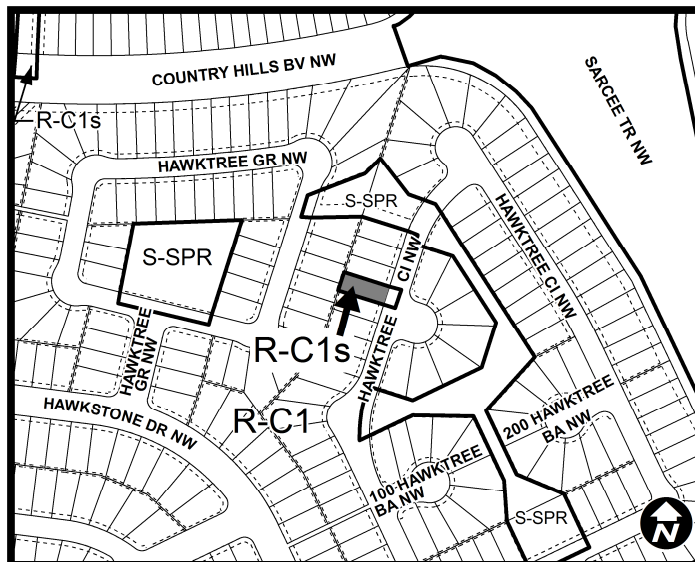 COUNTRY HILLS BV NW
SARCEE TR NW
R-C1s
HAWKTREE GR NW
S-SPR
HAWKTREE CI NW
S-SPR
CI NW
HAWKTREE
R-C1s
HAWKTREE
GR NW
HAWKSTONE DR NW
R-C1
200 HAWKTREE
BA NW
100 HAWKTREE
BA NW
S-SPR
N